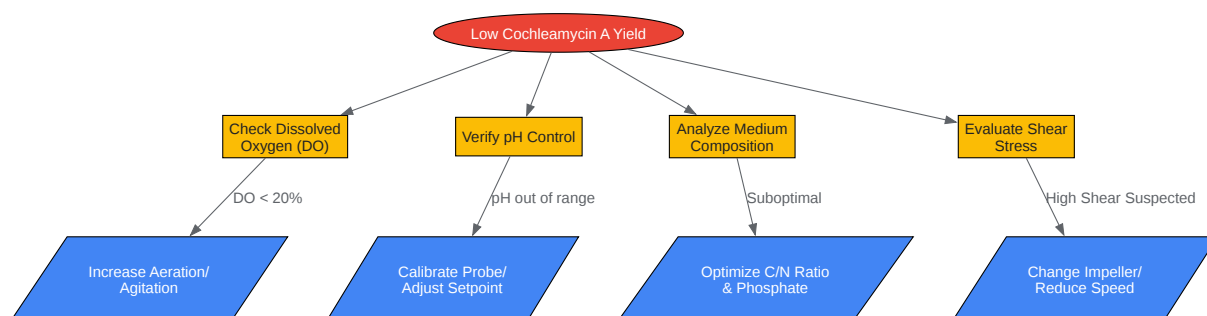 Low Cochleamycin A Yield
Check Dissolved
Oxygen (DO)
Verify pH Control
Analyze Medium
Composition
Evaluate Shear
Stress
DO < 20%
pH out of range
Suboptimal
High Shear Suspected
Increase Aeration/
Agitation
Calibrate Probe/
Adjust Setpoint
Optimize C/N Ratio
& Phosphate
Change Impeller/
Reduce Speed